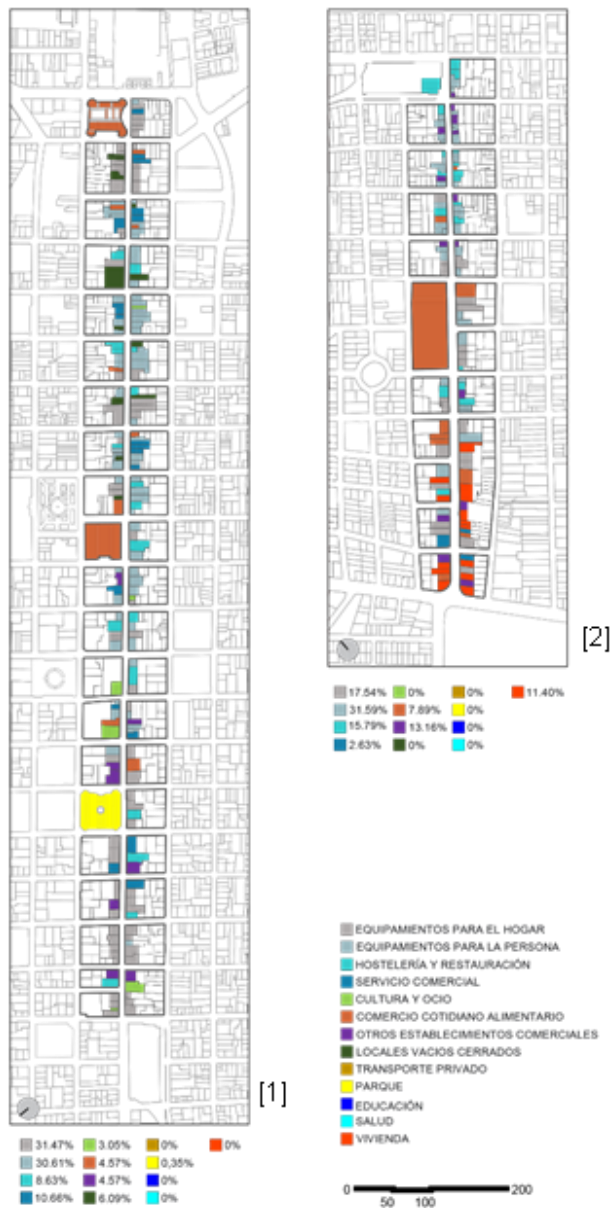 [2]
17.54% 0% 0% 11.40%
31.59% 7.89% 0%
15.79% 13.16% 0%
2.63% 0% 0%
EQUIPAMIENTOS PARA EL HOGAR
EQUIPAMIENTOS PARA LA PERSONA
HOSTELERÍA Y RESTAURACIÓN
SERVICIO COMERCIAL
CULTURA Y OCIO
COMERCIO COTIDIANO ALIMENTARIO
OTROS ESTABLECIMIENTOS COMERCIALES
LOCALES VACIOS CERRADOS
TRANSPORTE PRIVADO
PARQUE
EDUCACIÓN
SALUD
VIVIENDA
[1]
31.47% 3.05% 0% 0%
30.61% 4.57% 0,35%
8.63% 4.57% 0%
10.66% 6.09% 0%
0 50 100 200